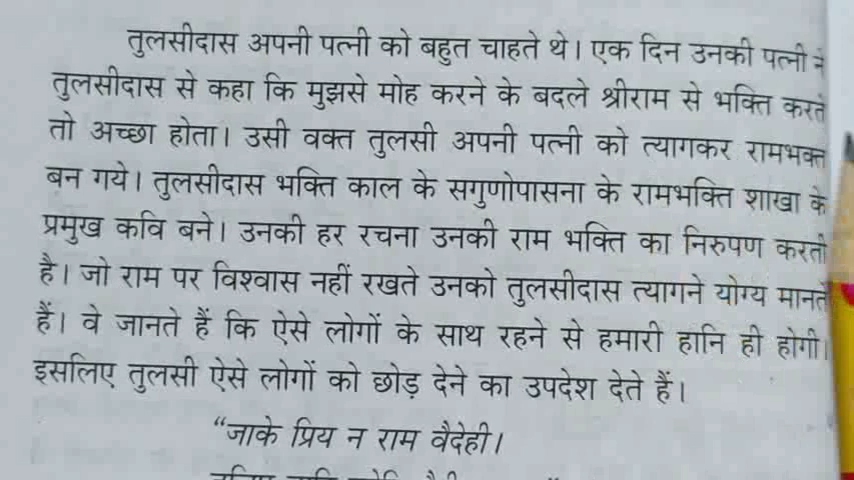 तुलसीदास अपनी पत्नी को बहुत चाहते थे। एक दिन उनकी पत्नी ने
तुलसीदास से कहा कि मुझसे मोह करने के बदले श्रीराम से भक्ति करते
तो अच्छा होता। उसी वक्त तुलसी अपनी पत्नी को त्यागकर रामभक्त
बन गये। तुलसीदास भक्ति काल के सगुणोपासना के रामभक्ति शाखा के
प्रमुख कवि बने। उनकी हर रचना उनकी राम भक्ति का निरुपण करती
है। जो राम पर विश्वास नहीं रखते उनको तुलसीदास त्यागने योग्य मानते
हैं। वे जानते हैं कि ऐसे लोगों के साथ रहने से हमारी हानि ही होगी।
इसलिए तुलसी ऐसे लोगों को छोड़ देने का उपदेश देते हैं।
“जाके प्रिय न राम वैदेही।